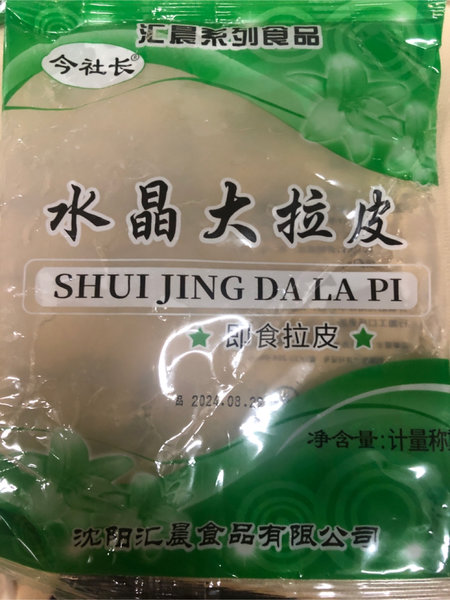 汇晨系列食品
今社长®
水晶大拉皮
SHUI JING DA LA PI
★即食拉皮★
品 2024.08.28
净含量:计量称
沈阳汇晨食品有限公司